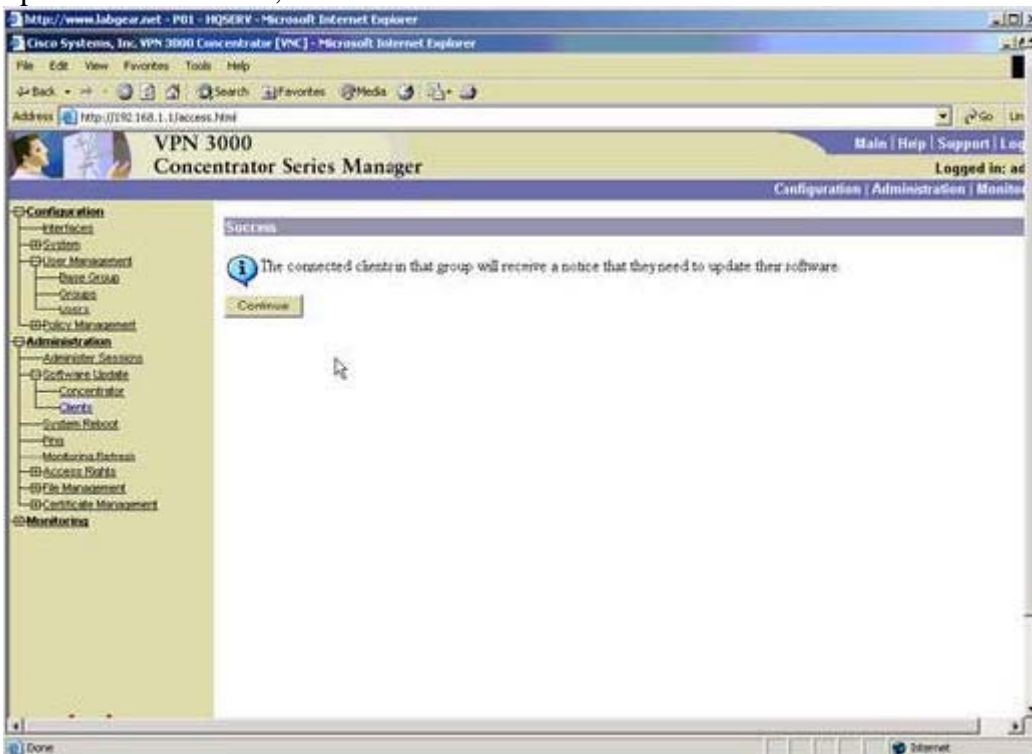 http://www.labgear.net - P01 - HQSERV - Microsoft Internet Explorer
Cisco Systems, Inc. VPN 3000 Concentrator [VNC] - Microsoft Internet Explorer
File Edit View Favorites Tools Help
Back Search Favorites Media
Address http://192.168.1.1/access.html Go
VPN 3000
Concentrator Series Manager
Main | Help | Support |
Logged in:
Configuration | Administration |
Configuration
Interfaces
System
User Management
Base Group
Groups
Users
Policy Management
Administration
Administer Sessions
Software Update
Concentrator
Clients
System Reboot
Ping
Monitoring Refresh
Access Rights
File Management
Certificate Management
Monitoring
Success
The connected clients in that group will receive a notice that they need to update their software.
Continue
Done Internet